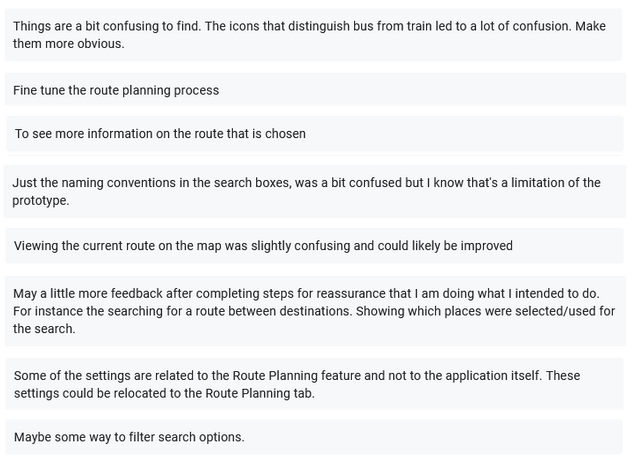 Things are a bit confusing to find. The icons that distinguish bus from train led to a lot of confusion. Make
them more obvious.
Fine tune the route planning process
To see more information on the route that is chosen
Just the naming conventions in the search boxes, was a bit confused but I know that's a limitation of the
prototype.
Viewing the current route on the map was slightly confusing and could likely be improved
May a little more feedback after completing steps for reassurance that I am doing what I intended to do.
For instance the searching for a route between destinations. Showing which places were selected/used for
the search.
Some of the settings are related to the Route Planning feature and not to the application itself. These
settings could be relocated to the Route Planning tab.
Maybe some way to filter search options.